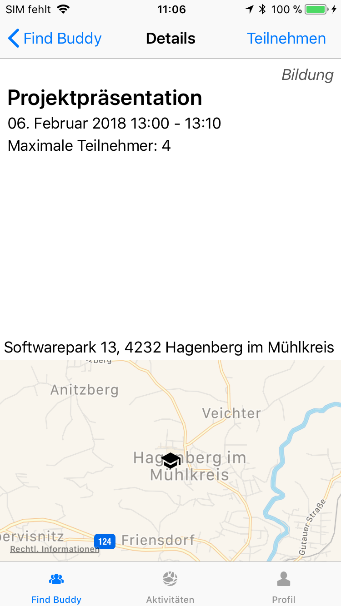 SIM fehlt 11:06 100 %
Find Buddy Details Teilnehmen
Bildung
Projektpräsentation
06. Februar 2018 13:00 - 13:10
Maximale Teilnehmer: 4
Softwarepark 13, 4232 Hagenberg im Mühlkreis
Anitzberg
Veichter
Hagenberg im
Mühlkreis
Gutauer Straße
pervisnitz
124
Friensdorf
Rechtl. Informationen
Find Buddy Aktivitäten Profil